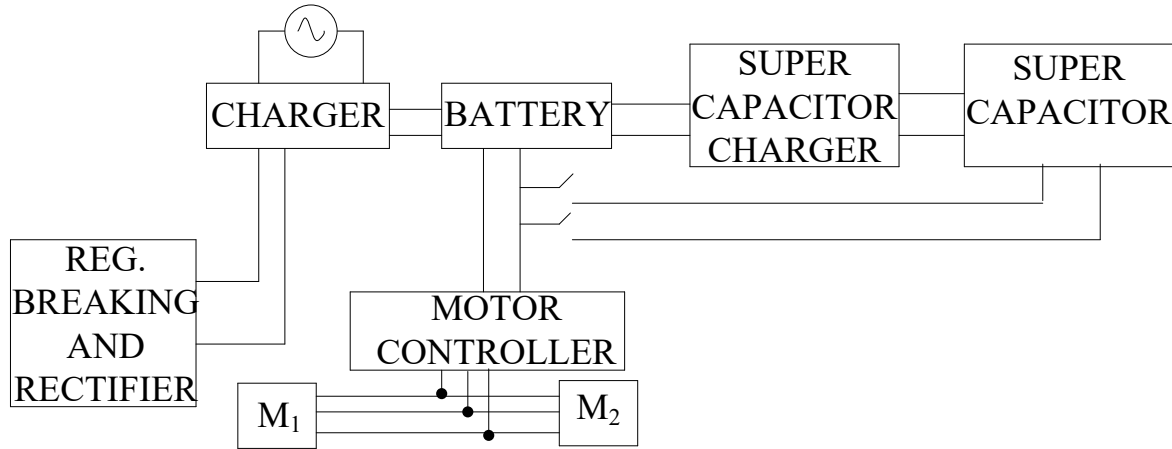 CHARGER
BATTERY
SUPER
CAPACITOR
CHARGER
SUPER
CAPACITOR
REG.
BREAKING
AND
RECTIFIER
MOTOR
CONTROLLER
M₁
M₂